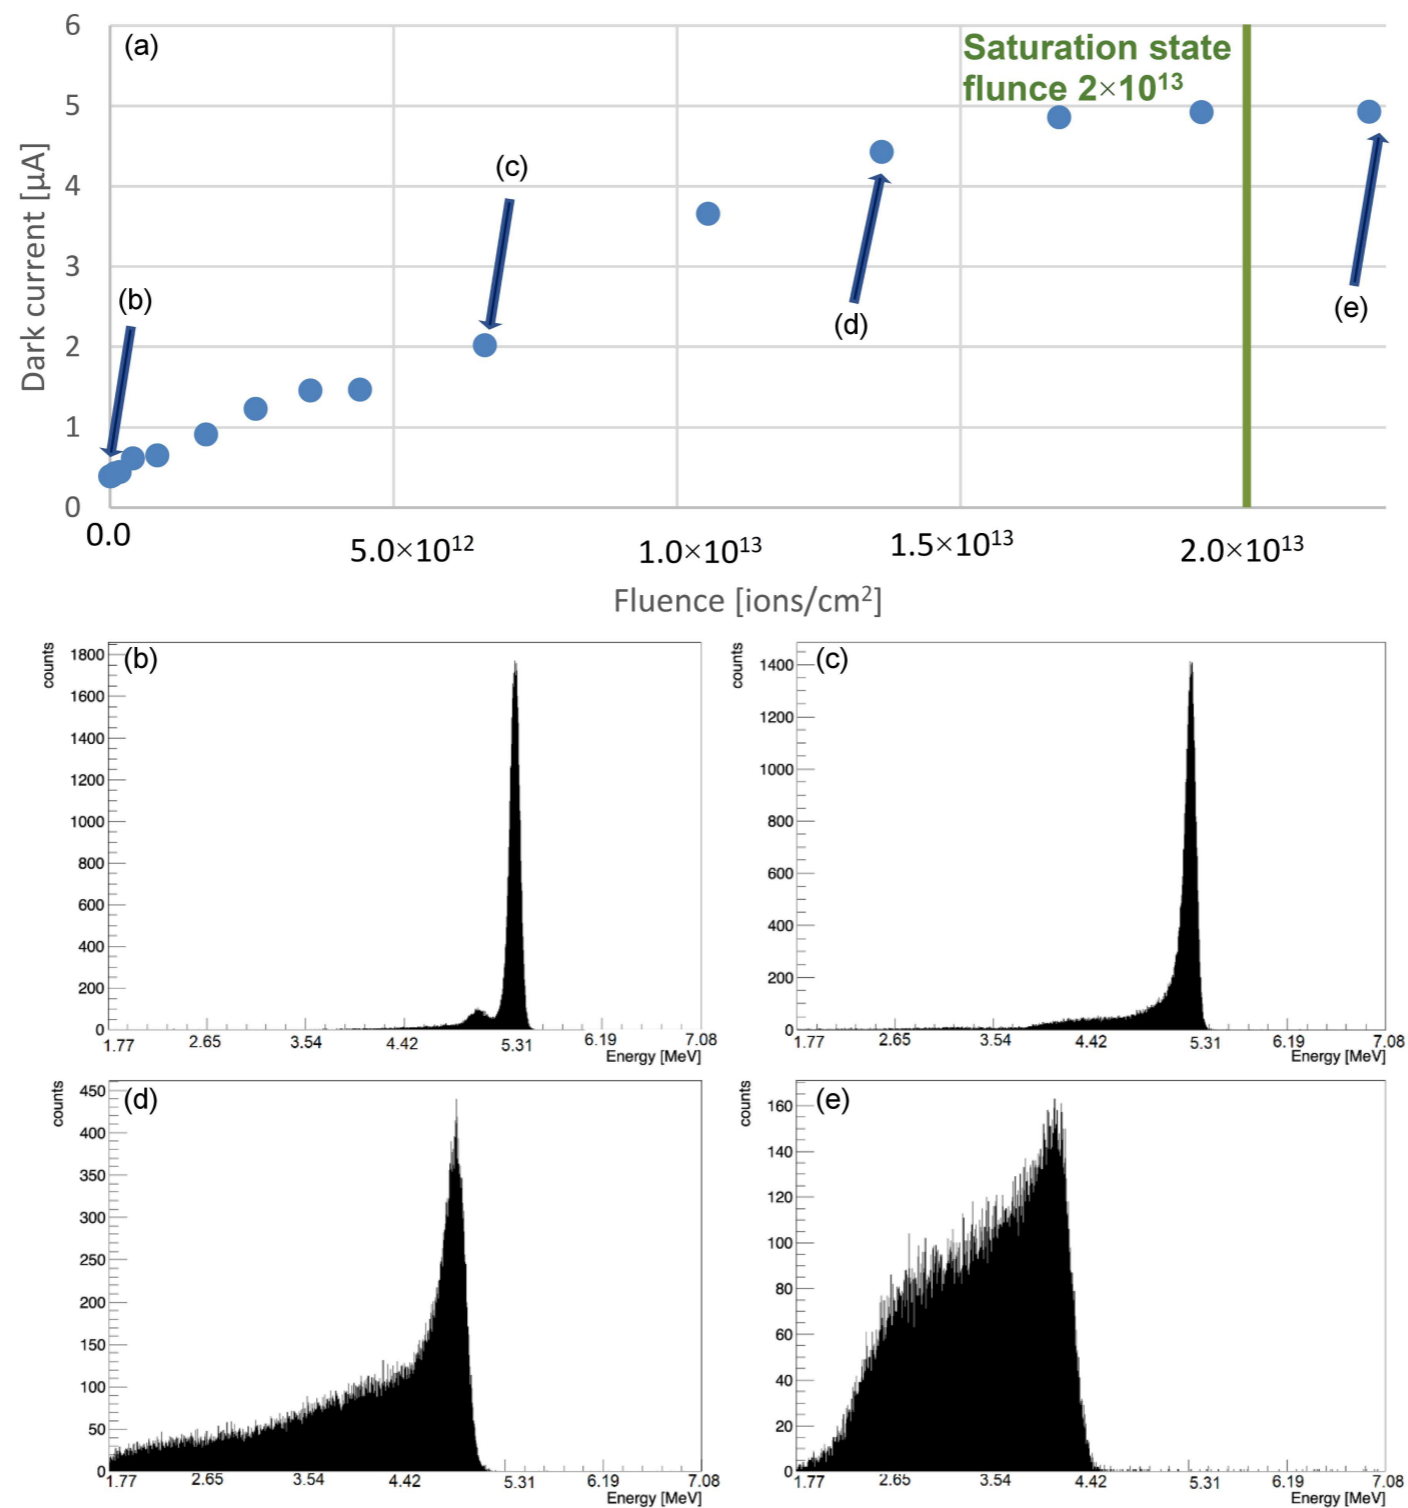 (a)
Saturation state
flunce 2×10¹³
6
5
4
3
2
1
0
Dark current [µA]
(b)
(c)
(d)
(e)
0.0
5.0×10¹²
1.0×10¹³
1.5×10¹³
2.0×10¹³
Fluence [ions/cm²]
(b)
counts
1800
1600
1400
1200
1000
800
600
400
200
0
1.77 2.65 3.54 4.42 5.31 6.19 7.08
Energy [MeV]
(c)
counts
1400
1200
1000
800
600
400
200
0
1.77 2.65 3.54 4.42 5.31 6.19 7.08
Energy [MeV]
(d)
counts
450
400
350
300
250
200
150
100
50
0
1.77 2.65 3.54 4.42 5.31 6.19 7.08
Energy [MeV]
(e)
counts
160
140
120
100
80
60
40
20
0
1.77 2.65 3.54 4.42 5.31 6.19 7.08
Energy [MeV]